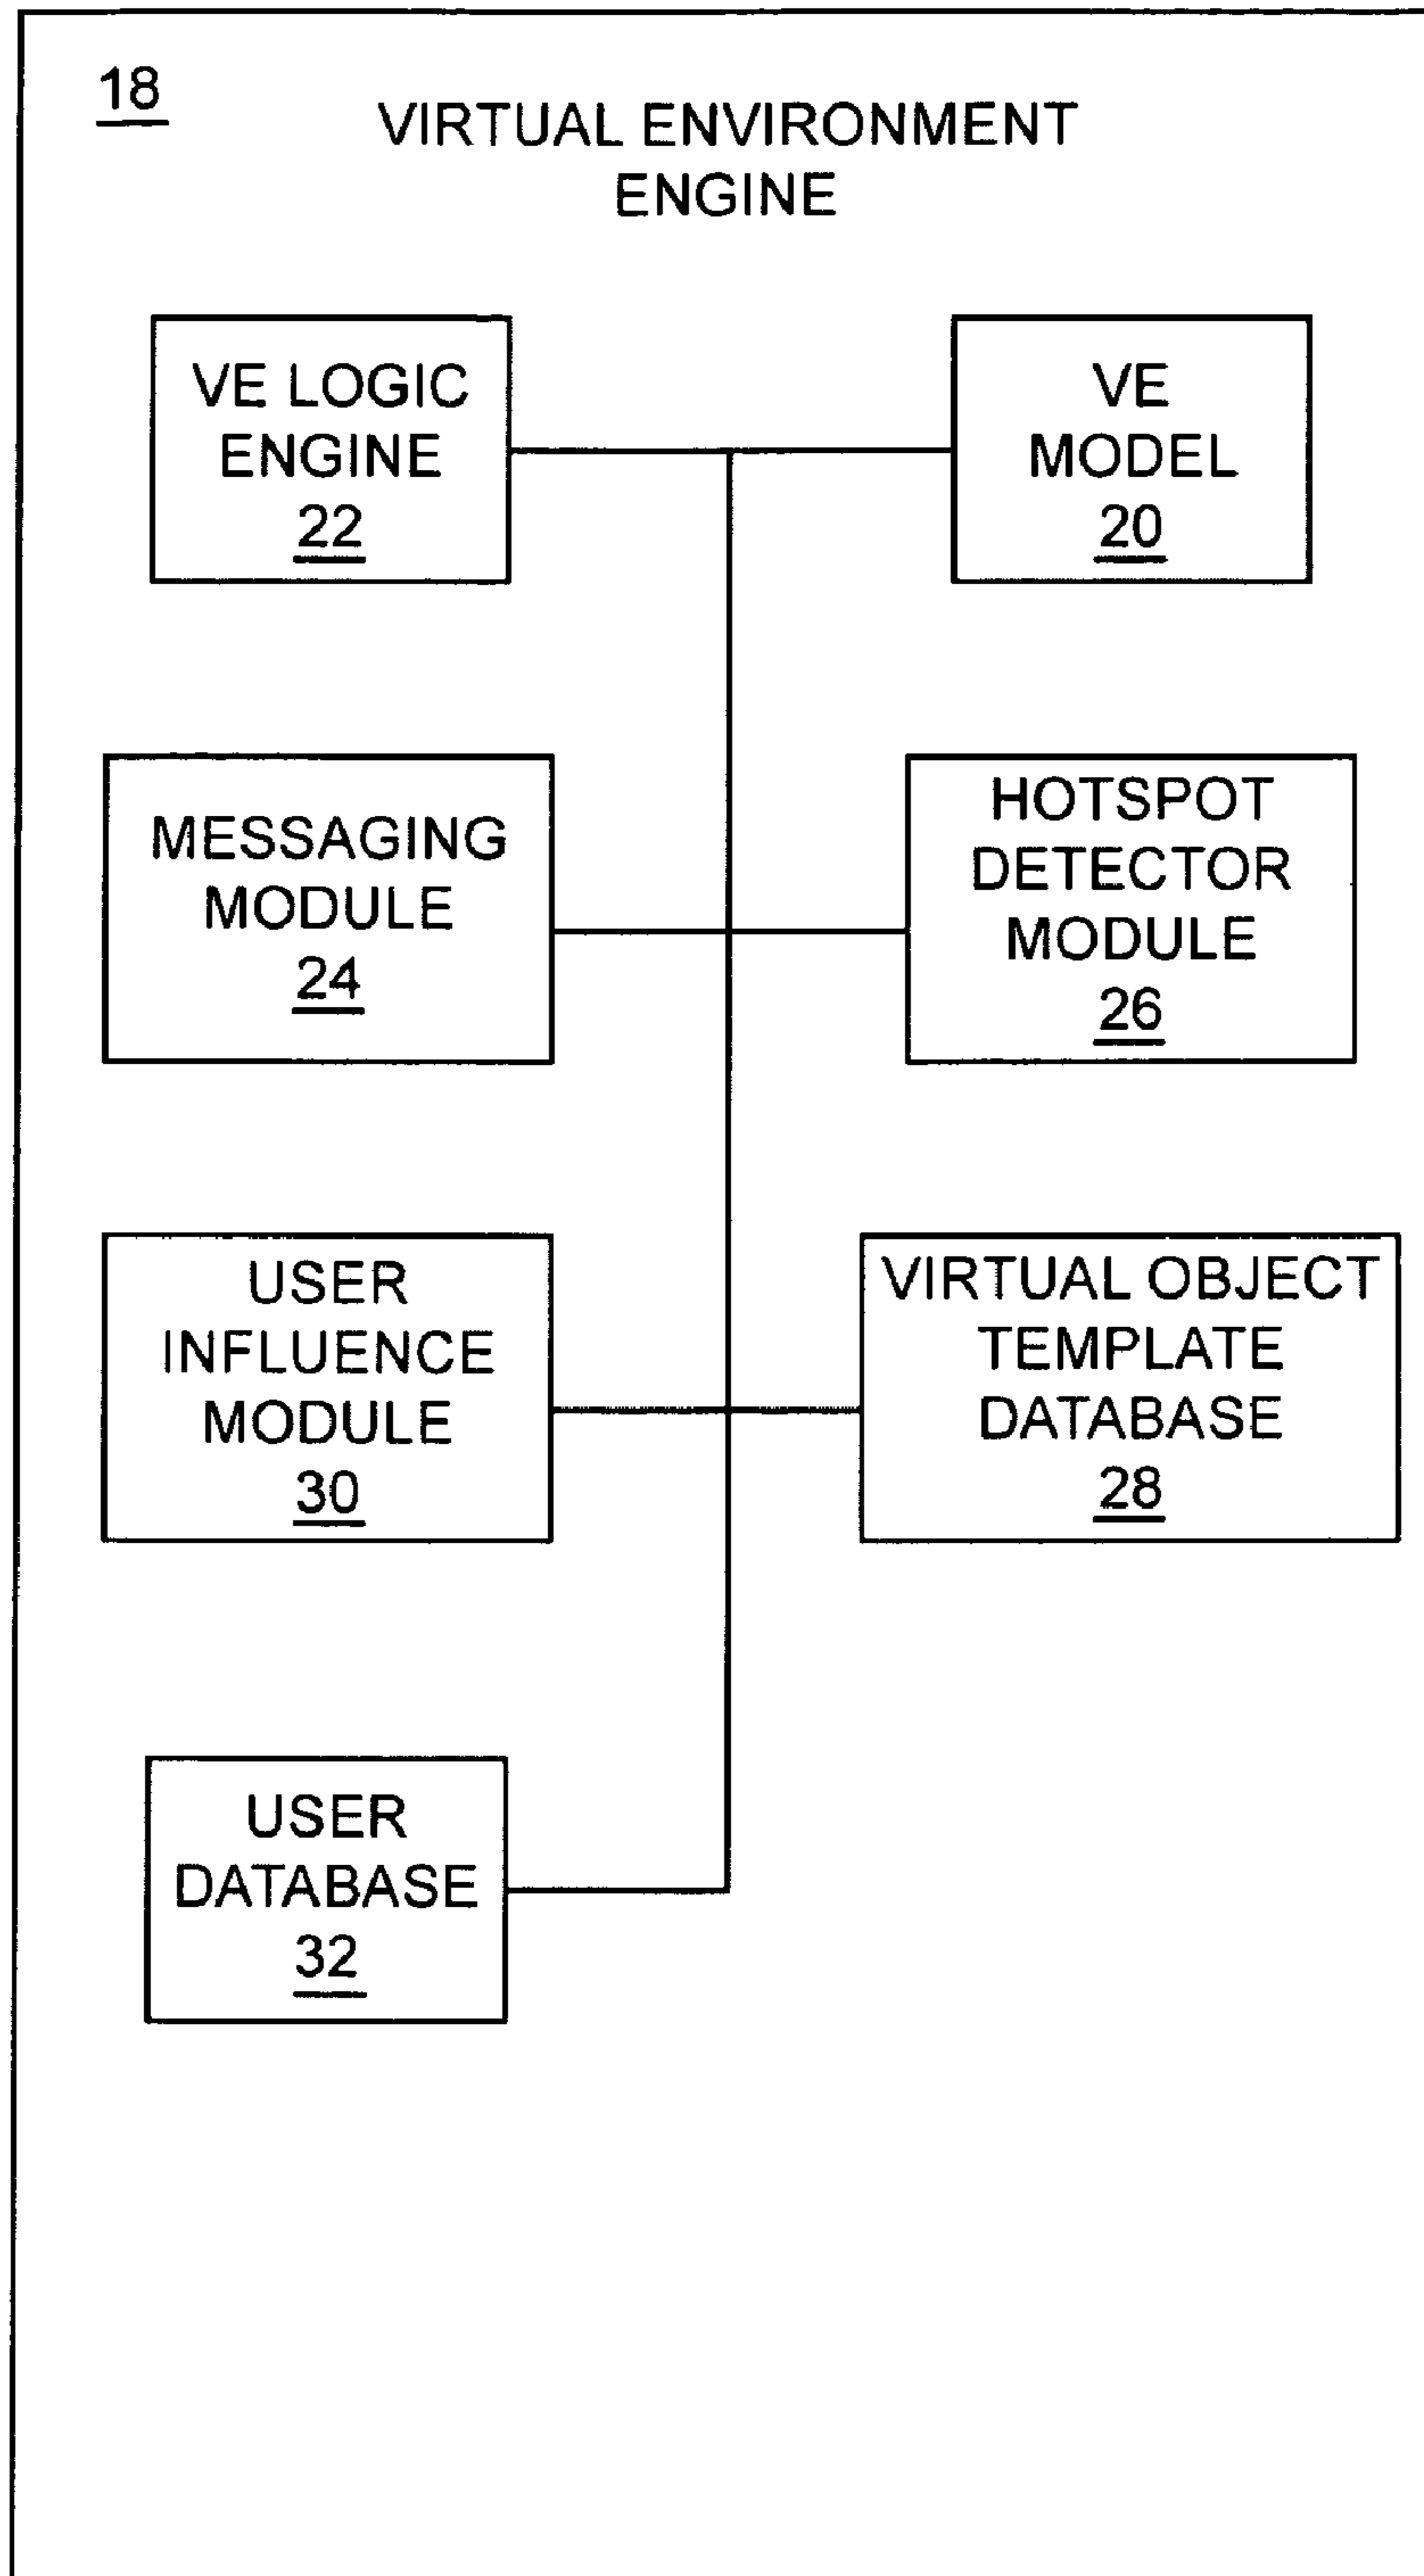 18
VIRTUAL ENVIRONMENT
ENGINE
VE LOGIC
ENGINE
22
VE
MODEL
20
MESSAGING
MODULE
24
HOTSPOT
DETECTOR
MODULE
26
USER
INFLUENCE
MODULE
30
VIRTUAL OBJECT
TEMPLATE
DATABASE
28
USER
DATABASE
32